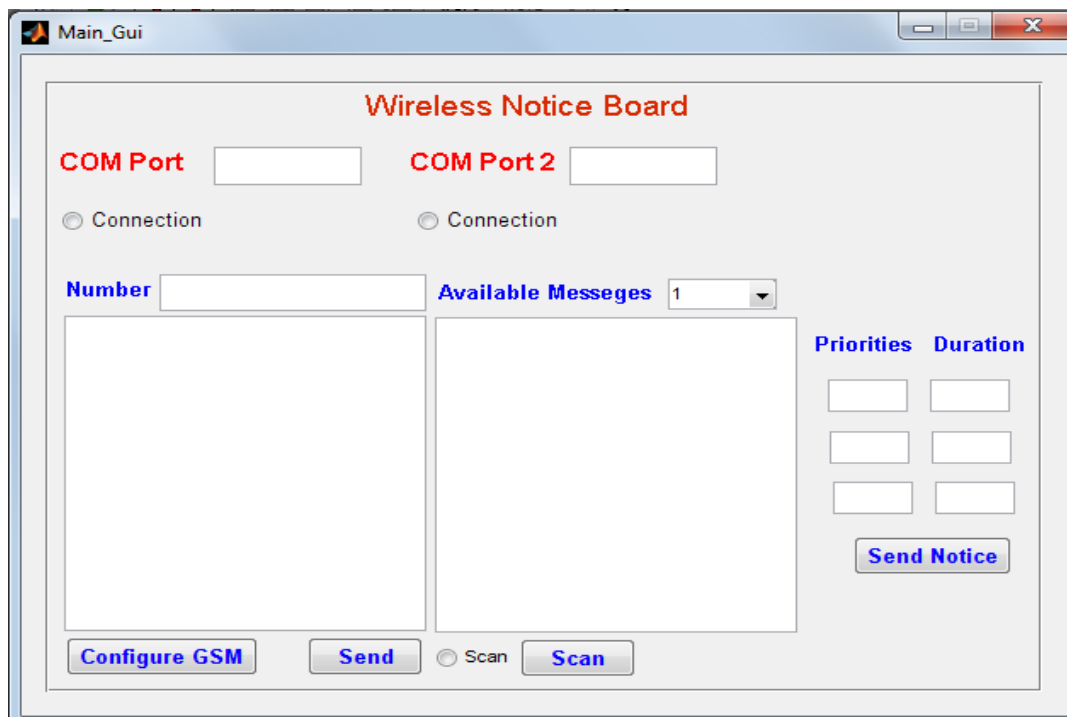 Main_Gui
Wireless Notice Board
COM Port
COM Port 2
Connection
Connection
Number
Available Messeges
1
Priorities
Duration
Send Notice
Configure GSM
Send
Scan
Scan